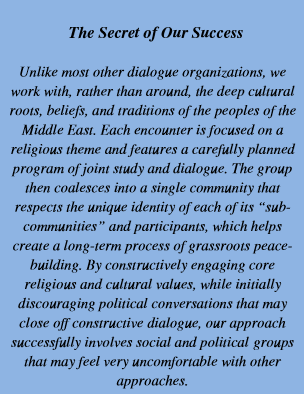 The Secret of Our Success
Unlike most other dialogue organizations, we
work with, rather than around, the deep cultural
roots, beliefs, and traditions of the peoples of the
Middle East. Each encounter is focused on a
religious theme and features a carefully planned
program of joint study and dialogue. The group
then coalesces into a single community that
respects the unique identity of each of its “sub-
communities” and participants, which helps
create a long-term process of grassroots peace-
building. By constructively engaging core
religious and cultural values, while initially
discouraging political conversations that may
close off constructive dialogue, our approach
successfully involves social and political groups
that may feel very uncomfortable with other
approaches.